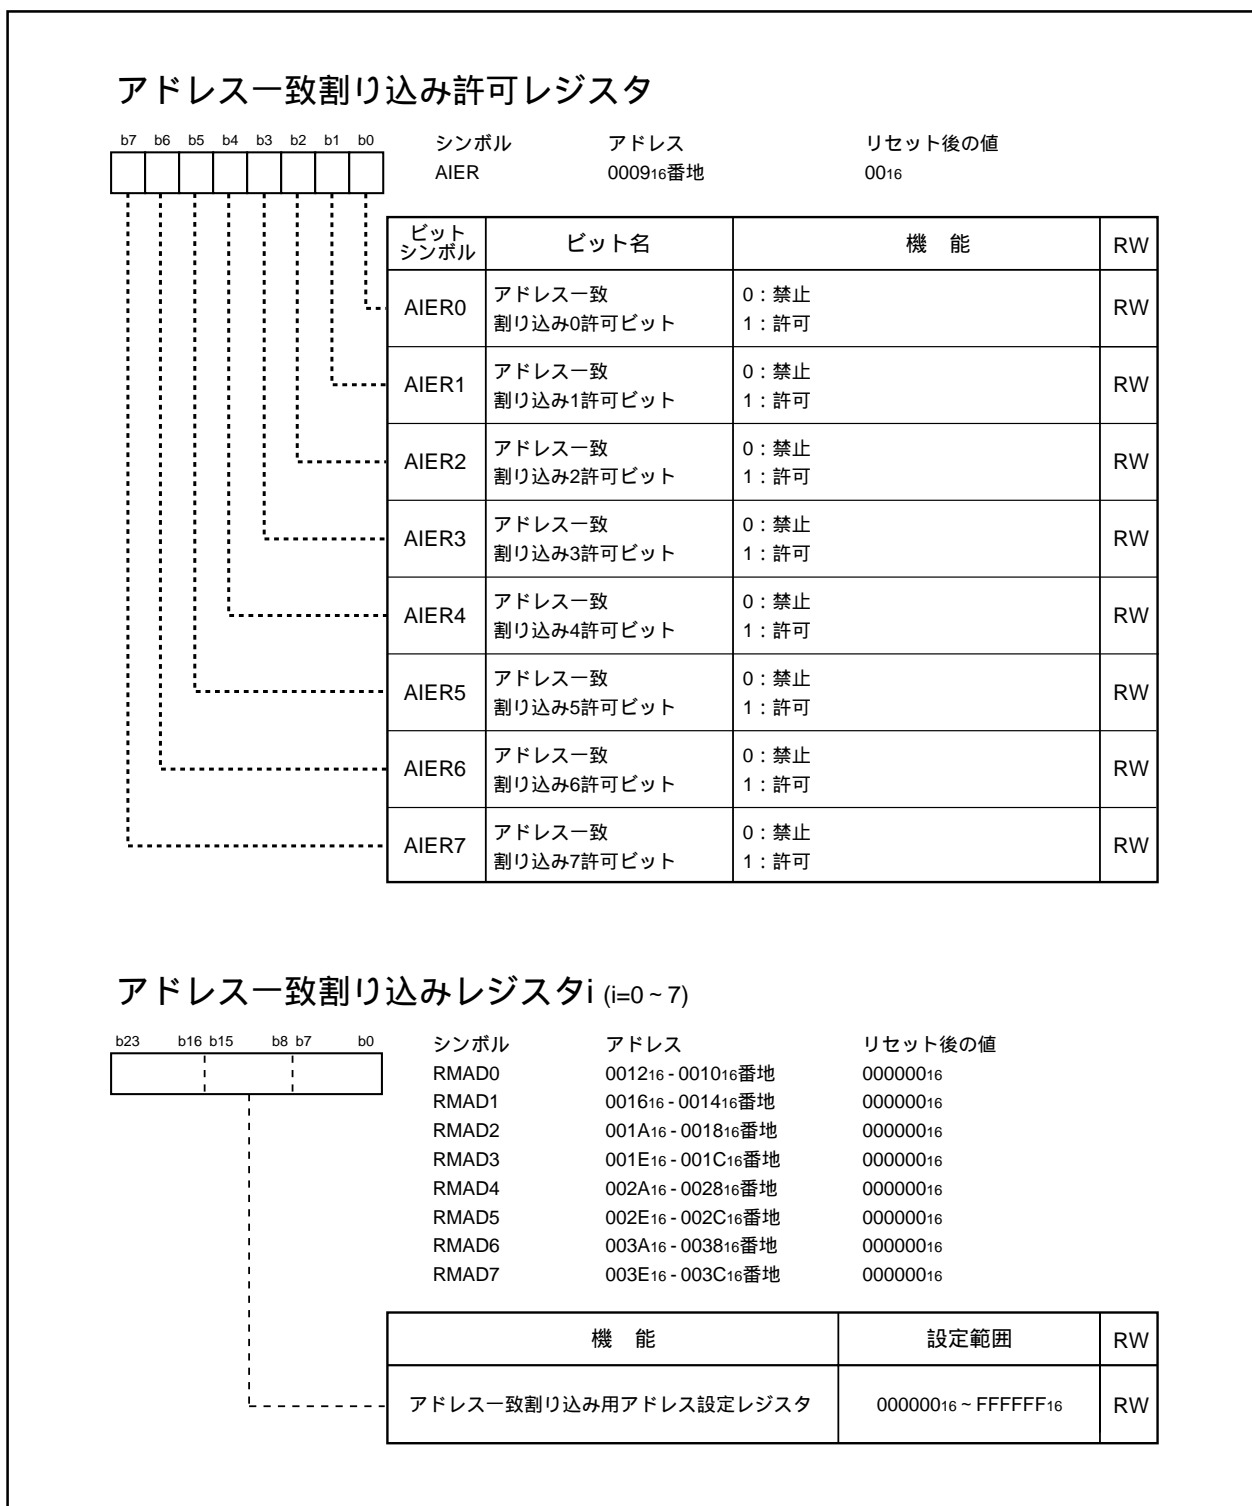 アドレス一致割り込み許可レジスタ
b7 b6 b5 b4 b3 b2 b1 b0
シンボル アドレス リセット後の値
AIER 000916番地 0016
ビットシンボル ビット名 機 能 RW
AIER0 アドレス一致 0：禁止 RW
割り込み0許可ビット 1：許可
AIER1 アドレス一致 0：禁止 RW
割り込み1許可ビット 1：許可
AIER2 アドレス一致 0：禁止 RW
割り込み2許可ビット 1：許可
AIER3 アドレス一致 0：禁止 RW
割り込み3許可ビット 1：許可
AIER4 アドレス一致 0：禁止 RW
割り込み4許可ビット 1：許可
AIER5 アドレス一致 0：禁止 RW
割り込み5許可ビット 1：許可
AIER6 アドレス一致 0：禁止 RW
割り込み6許可ビット 1：許可
AIER7 アドレス一致 0：禁止 RW
割り込み7許可ビット 1：許可
アドレス一致割り込みレジスタi (i=0～7)
b23 b16 b15 b8 b7 b0
シンボル アドレス リセット後の値
RMAD0 001216 - 001016番地 00000016
RMAD1 001616 - 001416番地 00000016
RMAD2 001A16 - 001816番地 00000016
RMAD3 001E16 - 001C16番地 00000016
RMAD4 002A16 - 002816番地 00000016
RMAD5 002E16 - 002C16番地 00000016
RMAD6 003A16 - 003816番地 00000016
RMAD7 003E16 - 003C16番地 00000016
機 能 設定範囲 RW
アドレス一致割り込み用アドレス設定レジスタ 00000016～FFFFFF16 RW